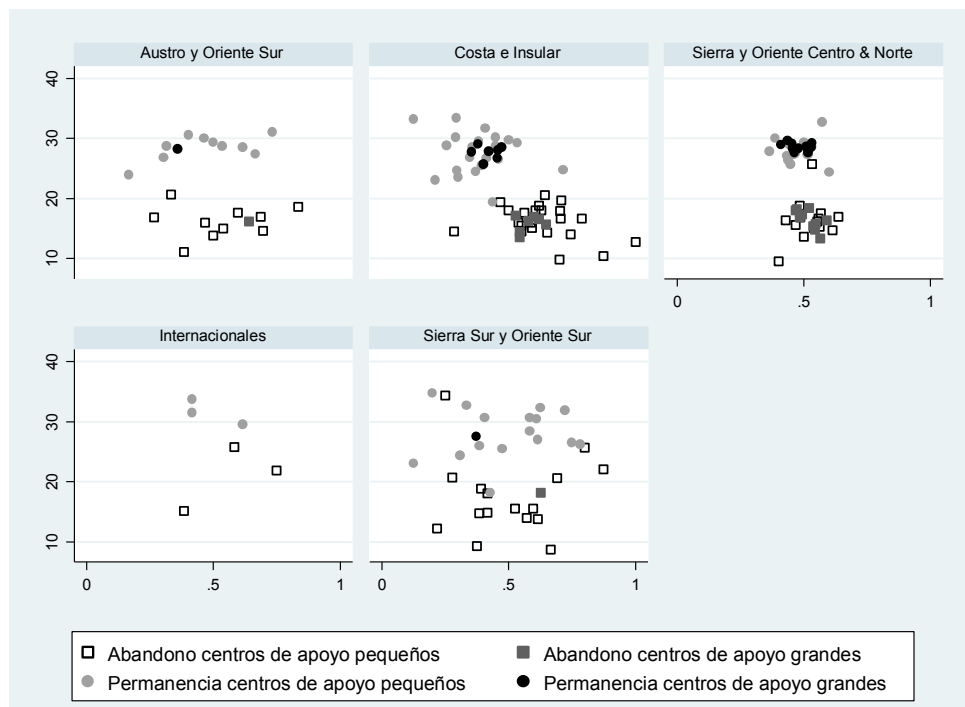 Austro y Oriente Sur
Costa e Insular
Sierra y Oriente Centro & Norte
40
30
20
10
0
.5
1
Internacionales
Sierra Sur y Oriente Sur
40
30
20
10
0
.5
1
0
.5
1
Abandono centros de apoyo pequeños
Abandono centros de apoyo grandes
Permanencia centros de apoyo pequeños
Permanencia centros de apoyo grandes